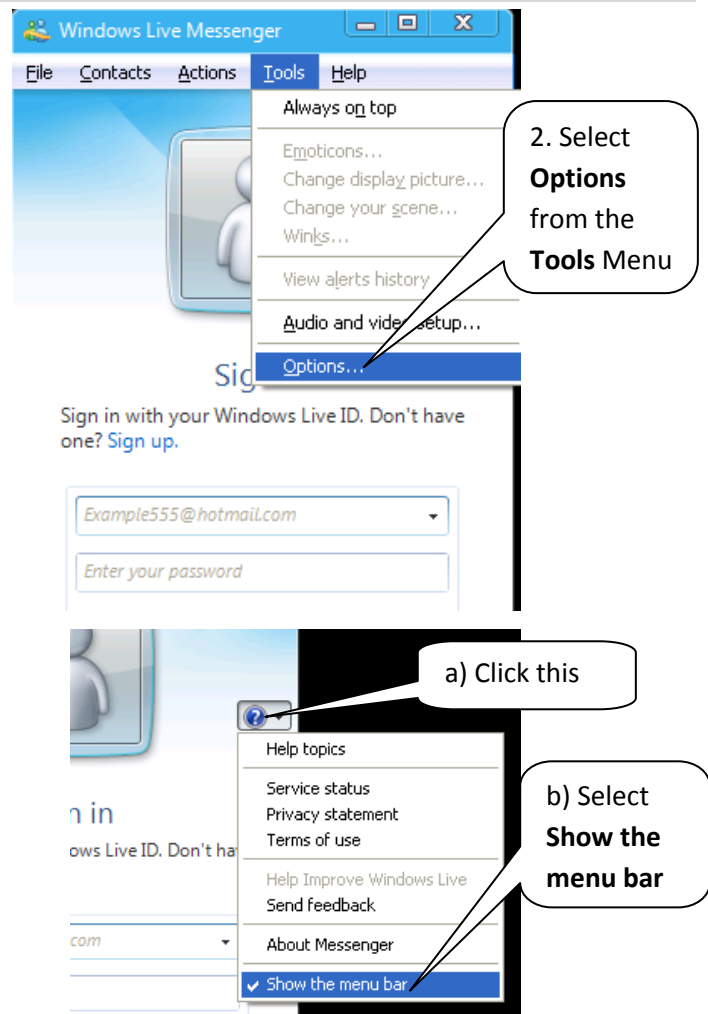 Windows Live Messenger
File Contacts Actions Tools Help
Always on top
Emoticons...
Change display picture...
Change your scene...
Winks...
View alerts history
Audio and video setup...
Options...
2. Select
Options
from the
Tools Menu
Sig
Sign in with your Windows Live ID. Don't have
one? Sign up.
Example555@hotmail.com
Enter your password
a) Click this
Help topics
Service status
Privacy statement
Terms of use
Help Improve Windows Live
Send feedback
About Messenger
Show the menu bar
b) Select
Show the
menu bar
n in
ows Live ID. Don't ha
com